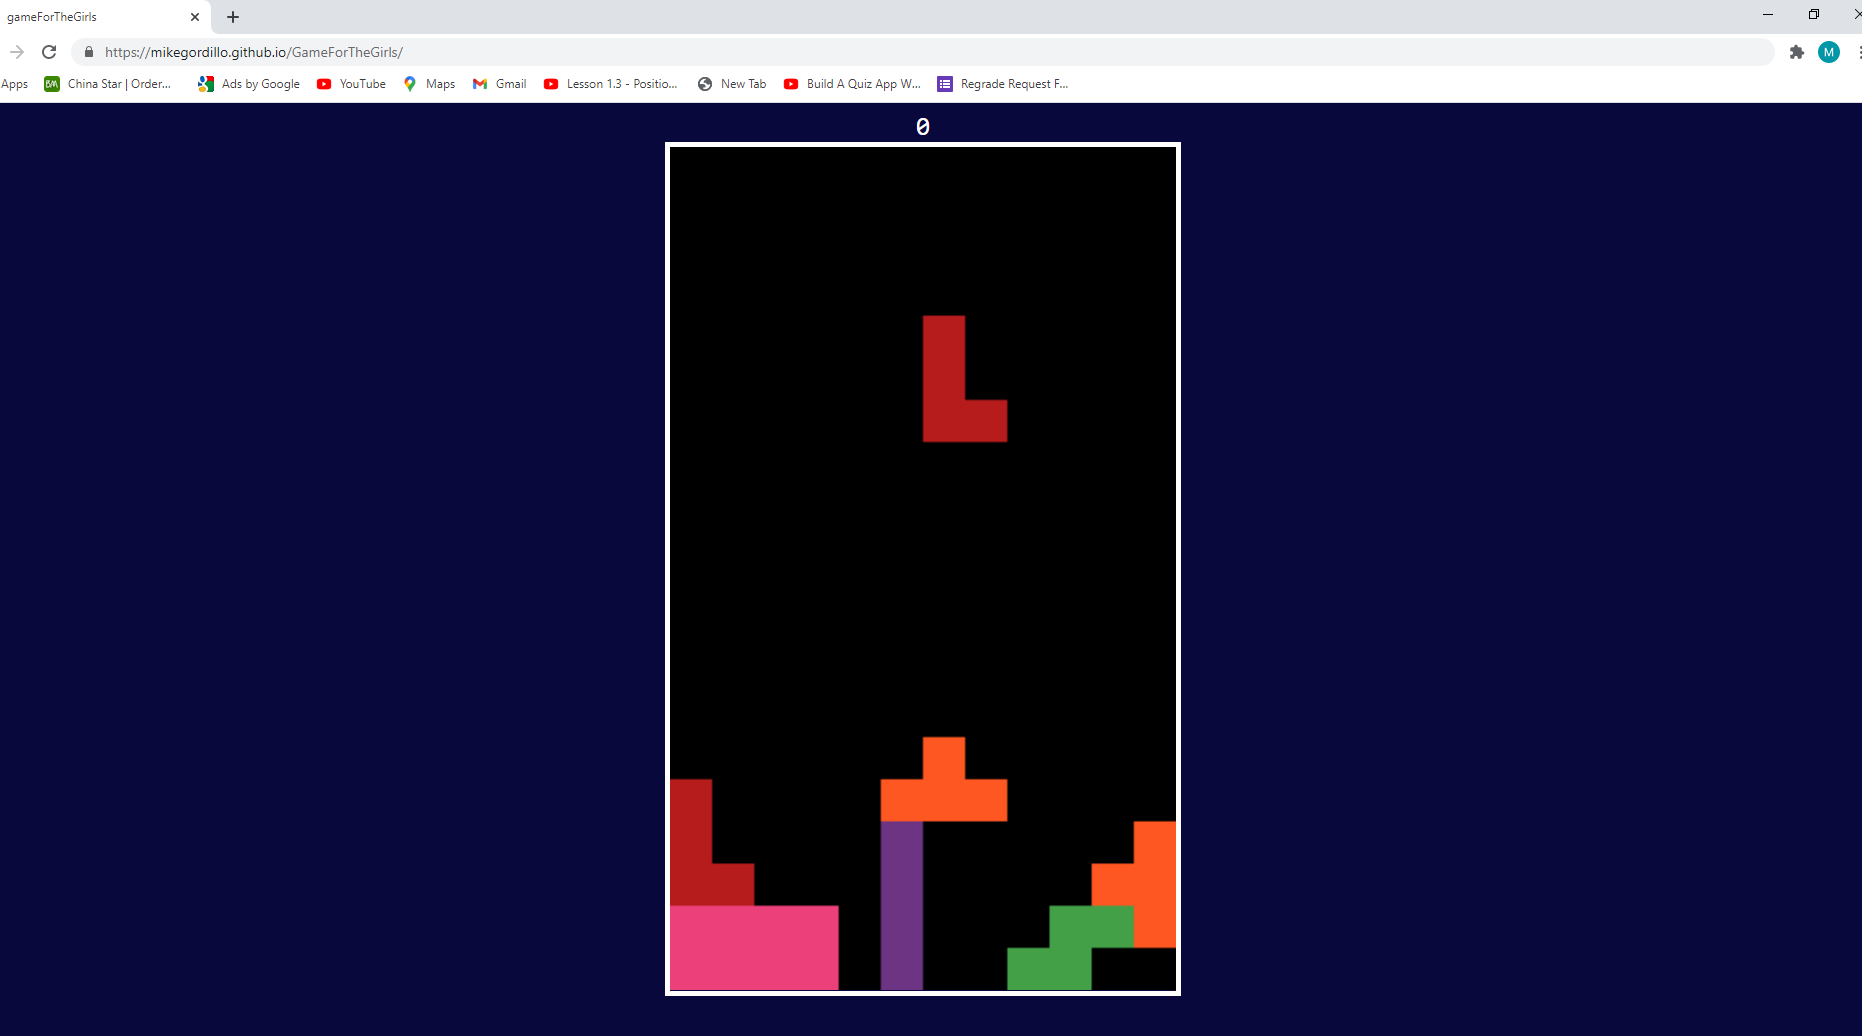 gameForTheGirls
https://mikegordillo.github.io/GameForTheGirls/
M
Apps BM China Star | Order... Ads by Google YouTube Maps Gmail Lesson 1.3 - Positio... New Tab Build A Quiz App W... Regrade Request F...
0